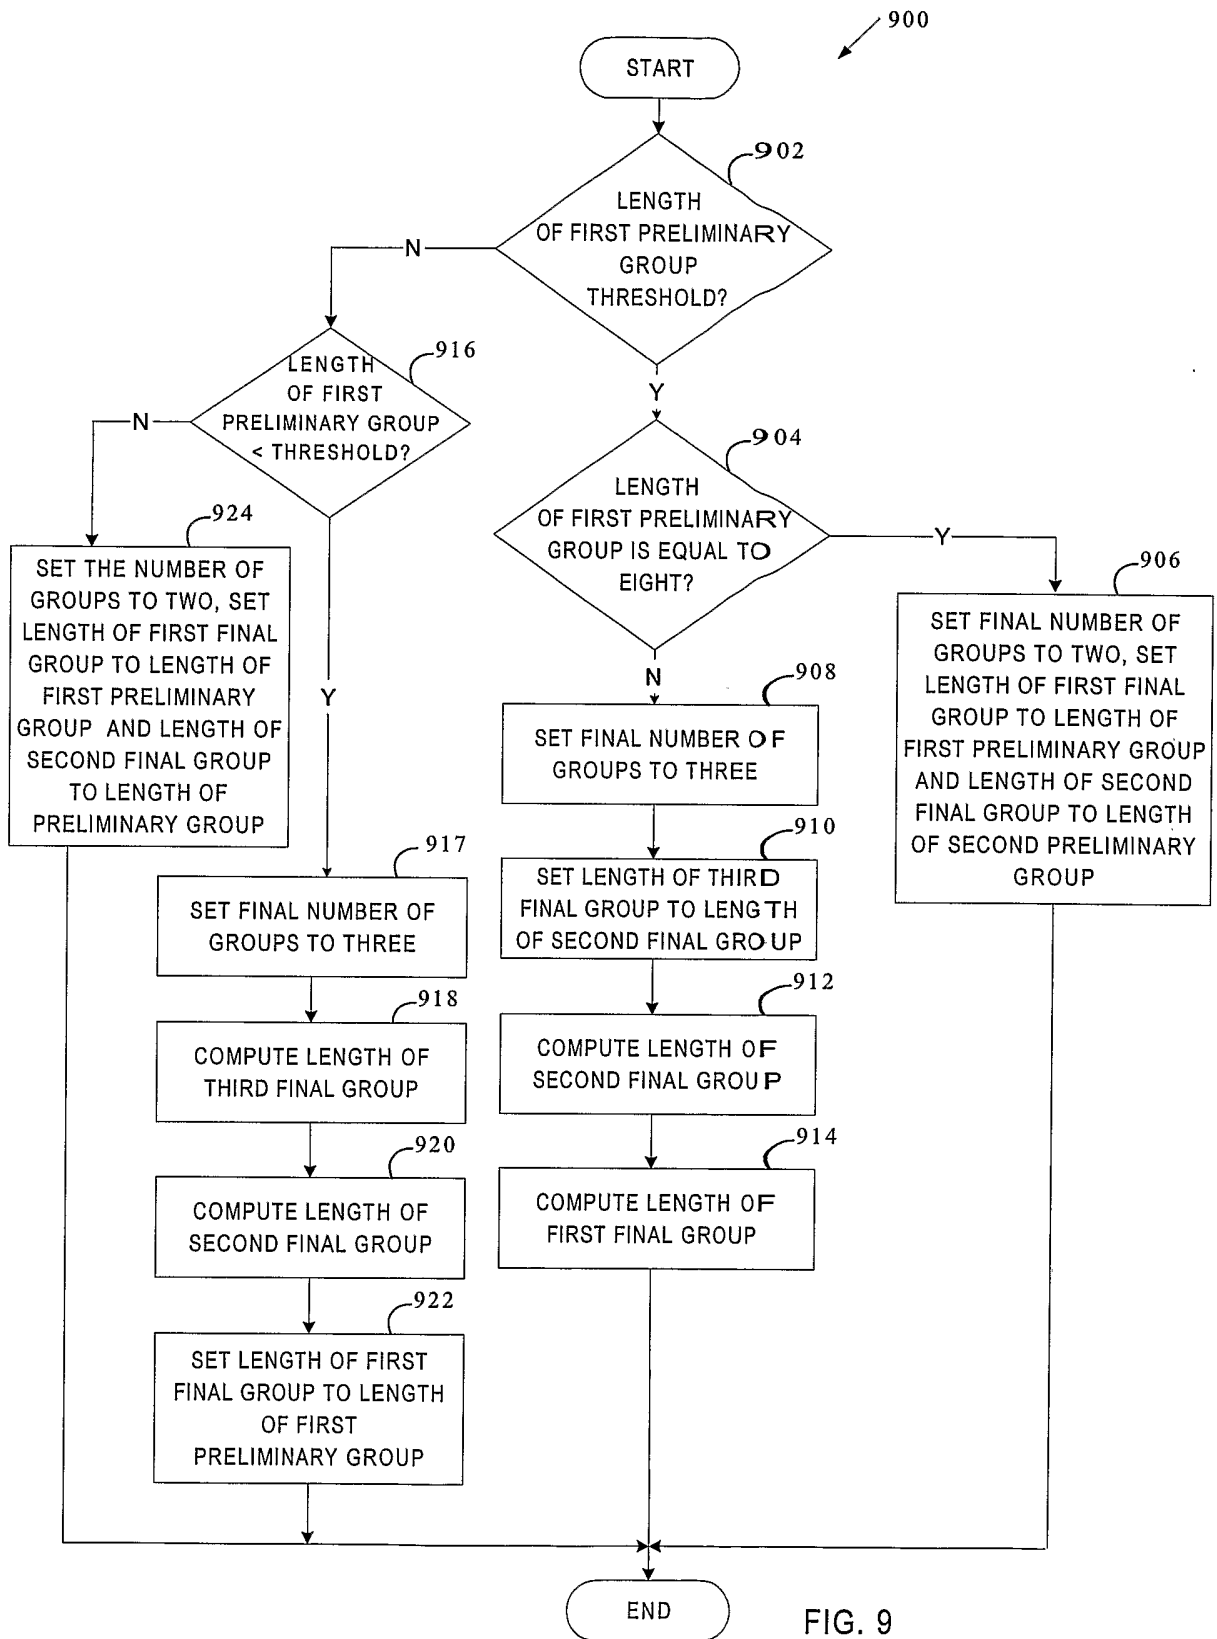 900
START
902
LENGTH
OF FIRST PRELIMINARY
GROUP
THRESHOLD?
N
Y
916
LENGTH
OF FIRST
PRELIMINARY GROUP
< THRESHOLD?
N
Y
904
LENGTH
OF FIRST PRELIMINARY
GROUP IS EQUAL TO
EIGHT?
Y
N
924
SET THE NUMBER OF
GROUPS TO TWO, SET
LENGTH OF FIRST FINAL
GROUP TO LENGTH OF
FIRST PRELIMINARY
GROUP AND LENGTH OF
SECOND FINAL GROUP
TO LENGTH OF
PRELIMINARY GROUP
906
SET FINAL NUMBER OF
GROUPS TO TWO, SET
LENGTH OF FIRST FINAL
GROUP TO LENGTH OF
FIRST PRELIMINARY GROUP
AND LENGTH OF SECOND
FINAL GROUP TO LENGTH
OF SECOND PRELIMINARY
GROUP
908
SET FINAL NUMBER OF
GROUPS TO THREE
910
SET LENGTH OF THIRD
FINAL GROUP TO LENGTH
OF SECOND FINAL GROUP
912
COMPUTE LENGTH OF
SECOND FINAL GROUP
914
COMPUTE LENGTH OF
FIRST FINAL GROUP
917
SET FINAL NUMBER OF
GROUPS TO THREE
918
COMPUTE LENGTH OF
THIRD FINAL GROUP
920
COMPUTE LENGTH OF
SECOND FINAL GROUP
922
SET LENGTH OF FIRST
FINAL GROUP TO LENGTH
OF FIRST
PRELIMINARY GROUP
END
FIG. 9